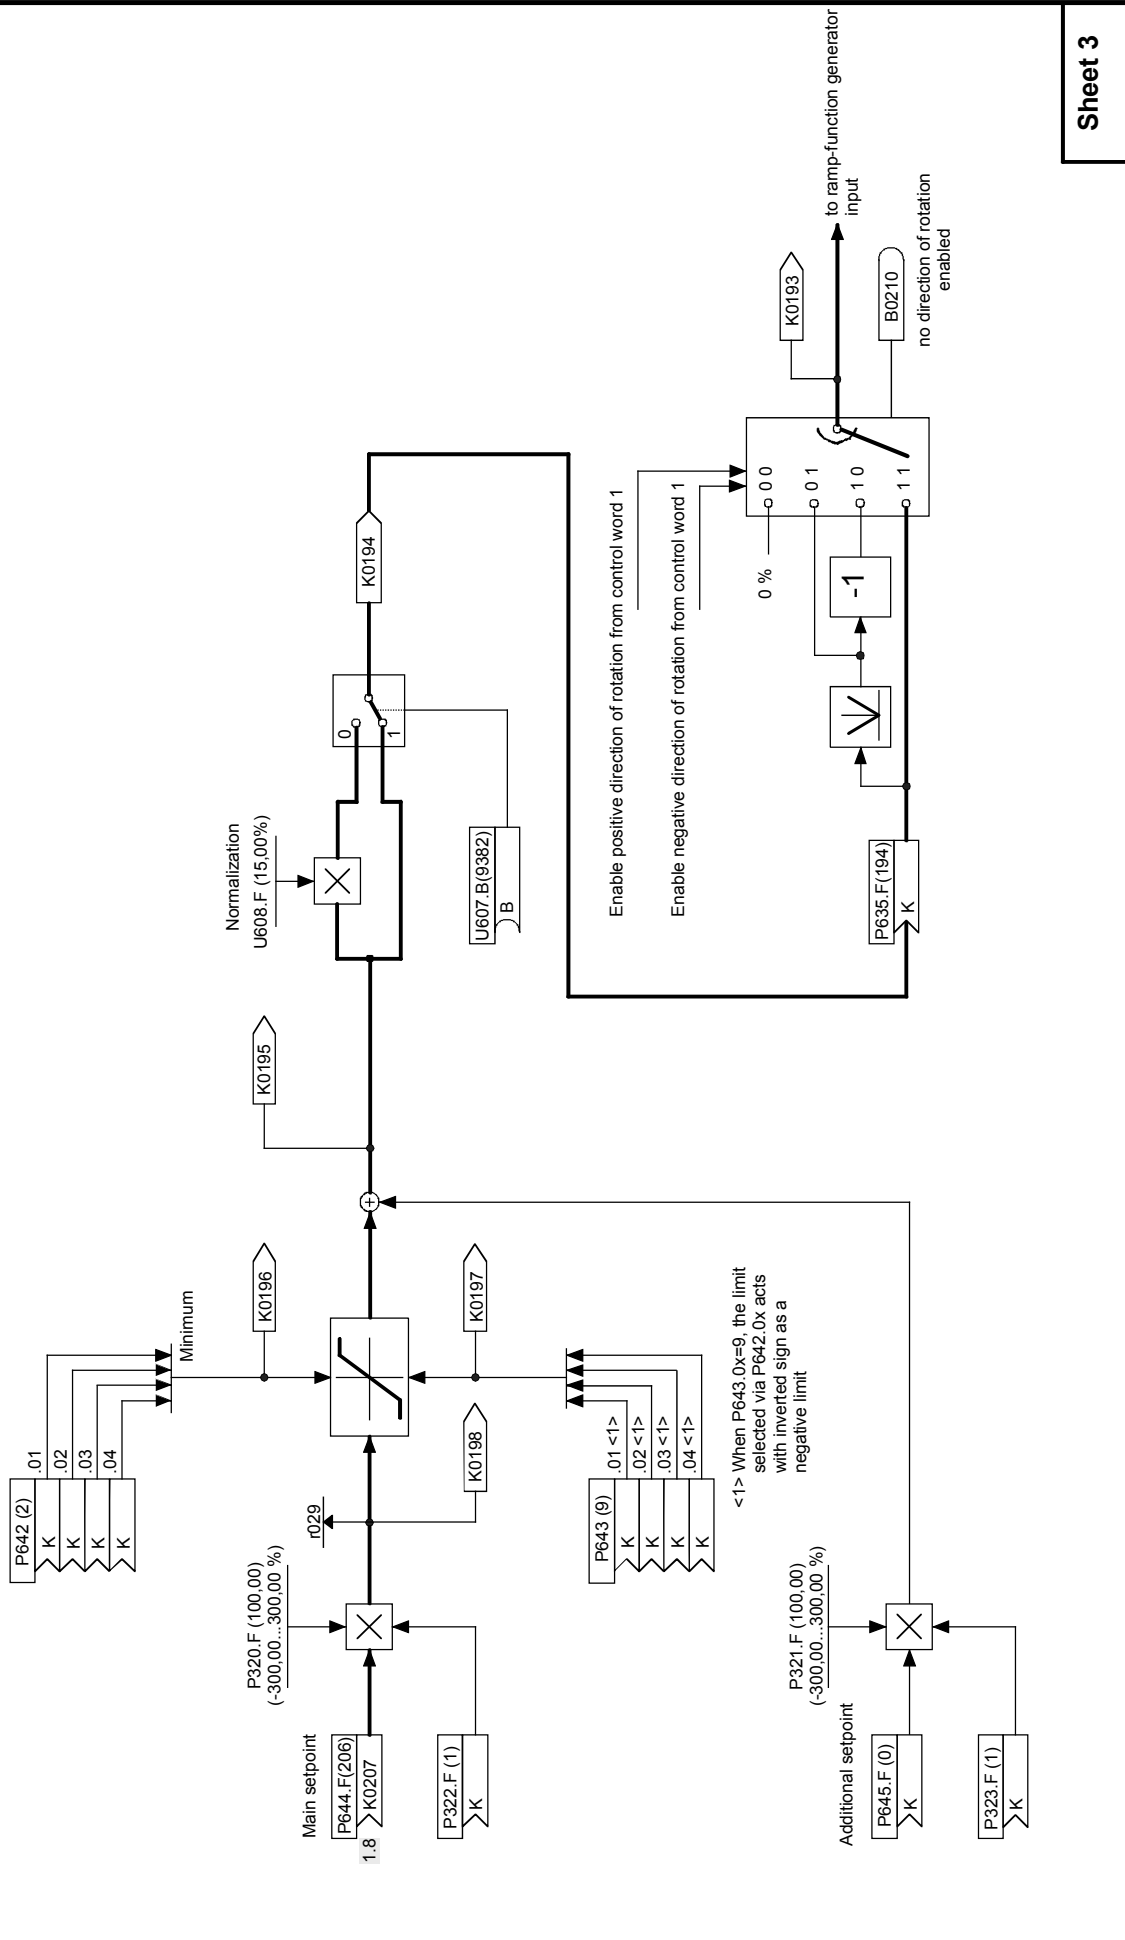 Main setpoint
P644.F(206)
K0207
1.8
P322.F (1)
K
P320.F (100,00)
(-300,00...300,00 %)
r029
K0198
P642 (2)
K
K
K
K
.01
.02
.03
.04
Minimum
K0196
K0197
P643 (9)
K
K
K
K
.01 <1>
.02 <1>
.03 <1>
.04 <1>
<1> When P643.0x=9, the limit
selected via P642.0x acts
with inverted sign as a
negative limit
Additional setpoint
P645.F (0)
K
P323.F (1)
K
P321.F (100,00)
(-300,00...300,00 %)
+
K0195
Normalization
U608.F (15,00%)
0
1
U607.B(9382)
B
K0194
Enable positive direction of rotation from control word 1
Enable negative direction of rotation from control word 1
P635.F(194)
K
-1
0 %
0 0
0 1
1 0
1 1
K0193
B0210
to ramp-function generator
input
no direction of rotation
enabled
Sheet 3